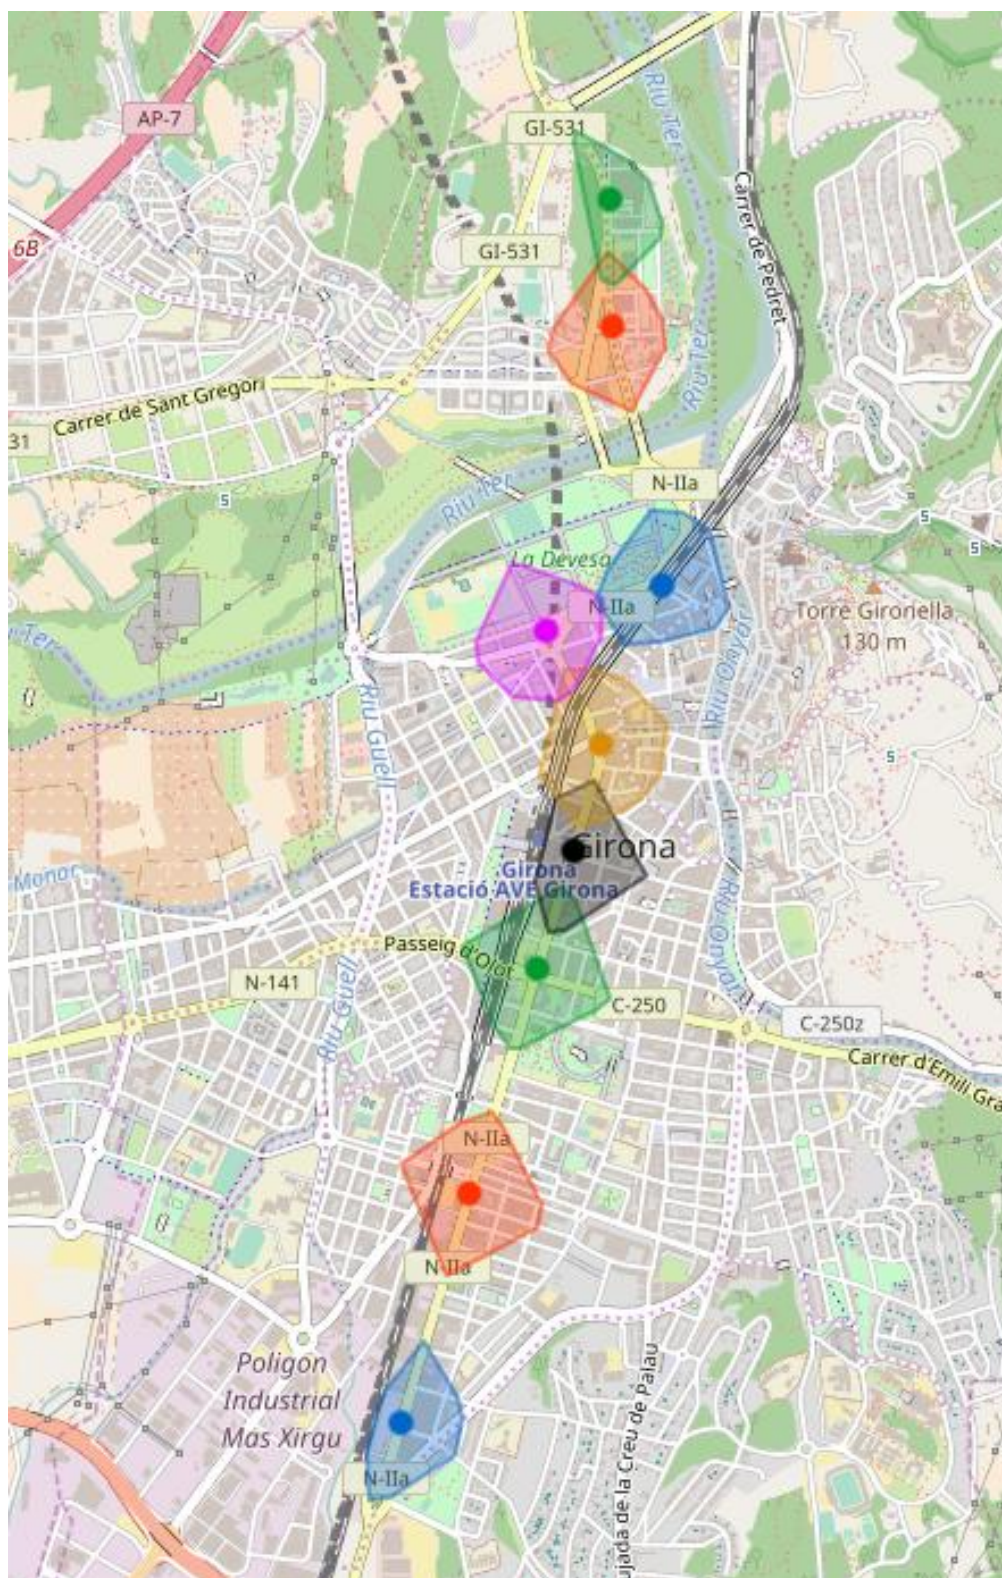 Riu Ter
AP-7
GI-531
Carrer de Pedret
6B
GI-531
Riu Ter
Carrer de Sant Gregori
31
N-IIa
S
Riu Ter
S
S
La Devesa
N-IIa
Torre Gironella
130 m
Ter
Riu Güell
Riu Onyar
S
Girona
Girona
Estació AVE Girona
Monar
Riu Onyar
Passeig d'Olot
N-141
C-250
C-250z
Riu Güell
Carrer d'Emili Gra
N-IIa
N-IIa
Polígon
Industrial
Mas Xirgu
ujada de la Creu de Palau
N-IIa